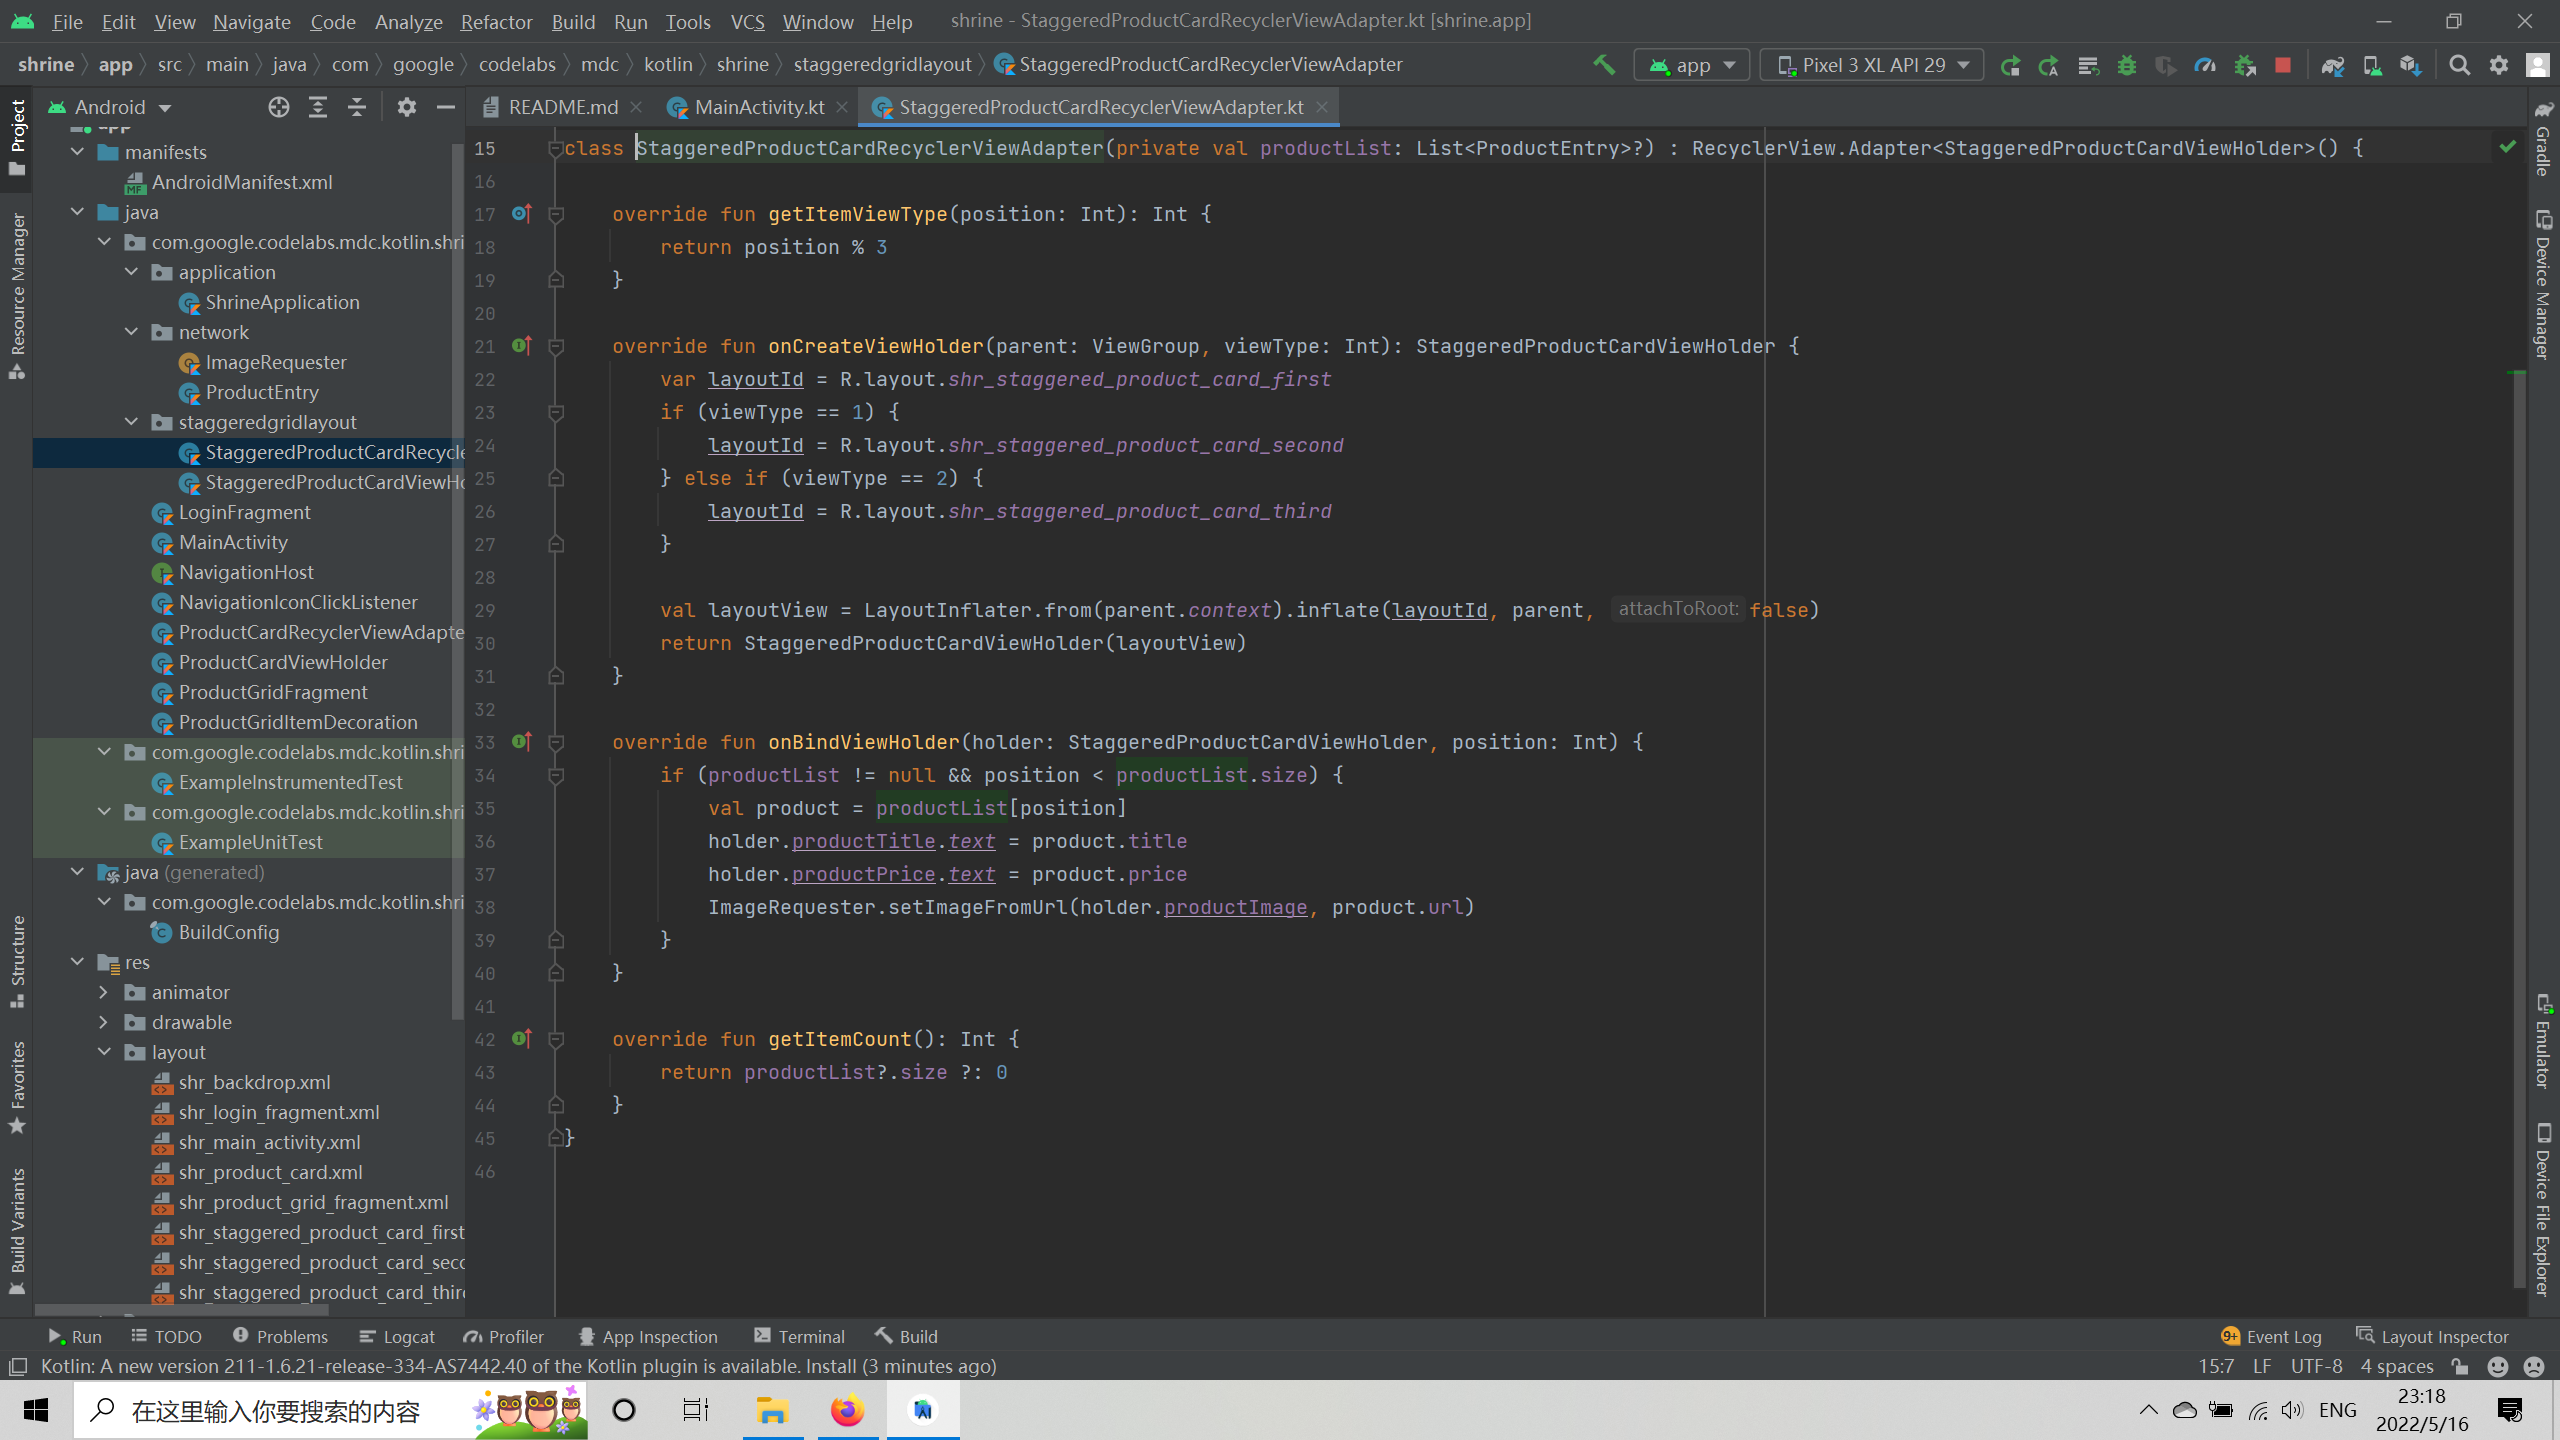 File Edit View Navigate Code Analyze Refactor Build Run Tools VCS Window Help shrine - StaggeredProductCardRecyclerViewAdapter.kt [shrine.app]
shrine app src main java com google codelabs mdc kotlin shrine staggeredgridlayout StaggeredProductCardRecyclerViewAdapter app Pixel 3 XL API 29
Android README.md MainActivity.kt StaggeredProductCardRecyclerViewAdapter.kt
Project
Resource Manager
Structure
Favorites
Build Variants
app
manifests
AndroidManifest.xml
java
com.google.codelabs.mdc.kotlin.shri
application
ShrineApplication
network
ImageRequester
ProductEntry
staggeredgridlayout
StaggeredProductCardRecycle
StaggeredProductCardViewHo
LoginFragment
MainActivity
NavigationHost
NavigationIconClickListener
ProductCardRecyclerViewAdapte
ProductCardViewHolder
ProductGridFragment
ProductGridItemDecoration
com.google.codelabs.mdc.kotlin.shri
ExampleInstrumentedTest
com.google.codelabs.mdc.kotlin.shri
ExampleUnitTest
java (generated)
com.google.codelabs.mdc.kotlin.shri
BuildConfig
res
animator
drawable
layout
shr_backdrop.xml
shr_login_fragment.xml
shr_main_activity.xml
shr_product_card.xml
shr_product_grid_fragment.xml
shr_staggered_product_card_first
shr_staggered_product_card_seco
shr_staggered_product_card_third
15 class StaggeredProductCardRecyclerViewAdapter(private val productList: List<ProductEntry>?) : RecyclerView.Adapter<StaggeredProductCardViewHolder>() {
16
17 override fun getItemViewType(position: Int): Int {
18 return position % 3
19 }
20
21 override fun onCreateViewHolder(parent: ViewGroup, viewType: Int): StaggeredProductCardViewHolder {
22 var layoutId = R.layout.shr_staggered_product_card_first
23 if (viewType == 1) {
24 layoutId = R.layout.shr_staggered_product_card_second
25 } else if (viewType == 2) {
26 layoutId = R.layout.shr_staggered_product_card_third
27 }
28
29 val layoutView = LayoutInflater.from(parent.context).inflate(layoutId, parent, attachToRoot: false)
30 return StaggeredProductCardViewHolder(layoutView)
31 }
32
33 override fun onBindViewHolder(holder: StaggeredProductCardViewHolder, position: Int) {
34 if (productList != null && position < productList.size) {
35 val product = productList[position]
36 holder.productTitle.text = product.title
37 holder.productPrice.text = product.price
38 ImageRequester.setImageFromUrl(holder.productImage, product.url)
39 }
40 }
41
42 override fun getItemCount(): Int {
43 return productList?.size ?: 0
44 }
45 }
46
Gradle
Device Manager
Emulator
Device File Explorer
Run TODO Problems Logcat Profiler App Inspection Terminal Build 9+ Event Log Layout Inspector
Kotlin: A new version 211-1.6.21-release-334-AS7442.40 of the Kotlin plugin is available. Install (3 minutes ago) 15:7 LF UTF-8 4 spaces
在这里输入你要搜索的内容 ENG 23:18
2022/5/16